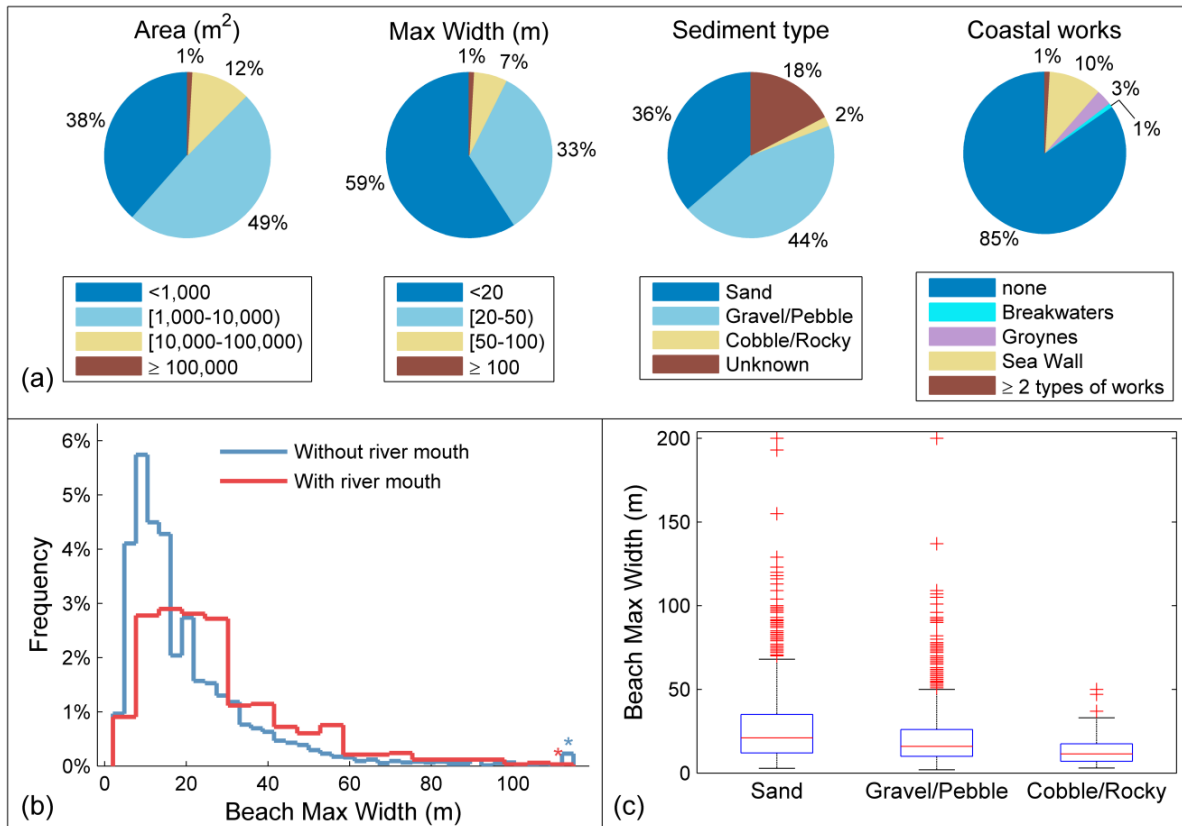 Area (m²)
1%
12%
38%
49%
<1,000
[1,000-10,000)
[10,000-100,000)
≥ 100,000
(a)
Max Width (m)
1%
7%
33%
59%
<20
[20-50)
[50-100)
≥ 100
Sediment type
18%
36%
2%
44%
Sand
Gravel/Pebble
Cobble/Rocky
Unknown
Coastal works
1%
10%
3%
1%
85%
none
Breakwaters
Groynes
Sea Wall
≥ 2 types of works
6%
5%
4%
3%
2%
1%
0%
Frequency
Without river mouth
With river mouth
*
*
0 20 40 60 80 100
Beach Max Width (m)
(b)
200
150
100
50
0
Beach Max Width (m)
Sand Gravel/Pebble Cobble/Rocky
(c)